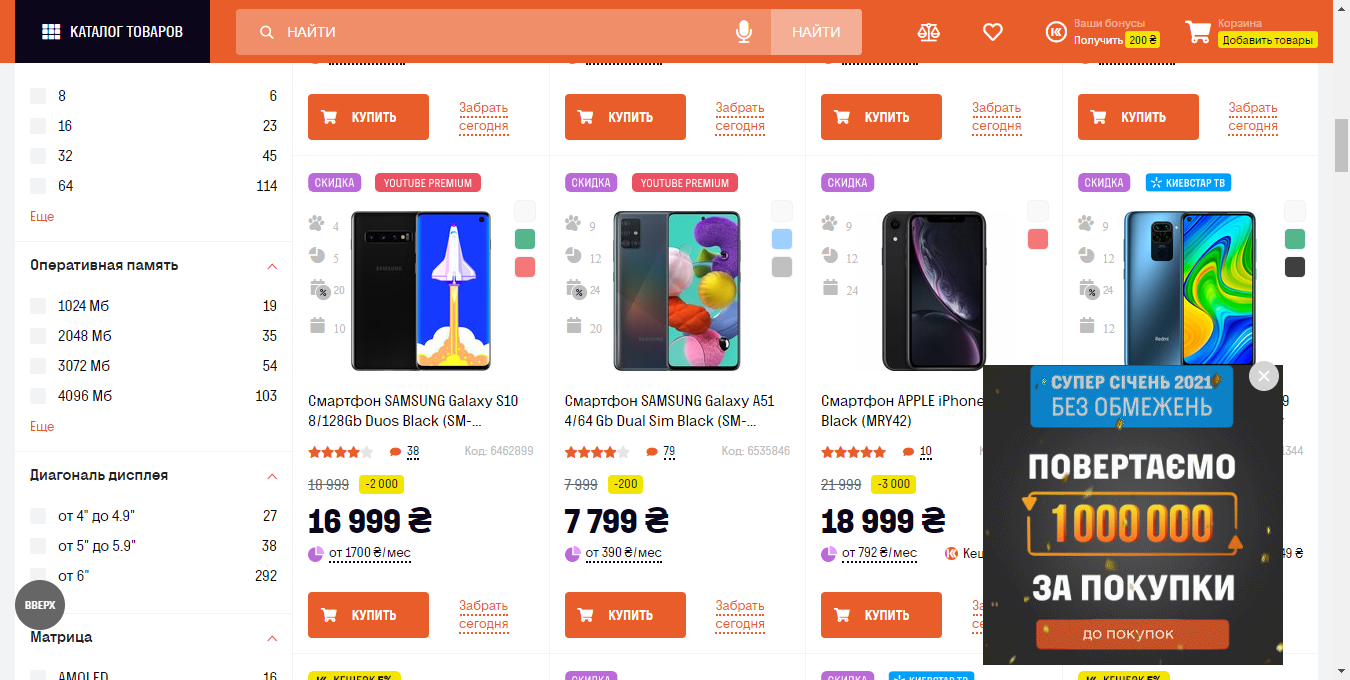 КАТАЛОГ ТОВАРОВ
НАЙТИ
НАЙТИ
Ваши бонусы
Получить 200 ₴
Корзина
Добавить товары
8 6
16 23
32 45
64 114
Еще
Оперативная память
1024 Мб 19
2048 Мб 35
3072 Мб 54
4096 Мб 103
Еще
Диагональ дисплея
от 4" до 4.9" 27
от 5" до 5.9" 38
от 6" 292
ВВЕРХ
Матрица
AMOLED 16
КУПИТЬ
Забрать
сегодня
КУПИТЬ
Забрать
сегодня
КУПИТЬ
Забрать
сегодня
КУПИТЬ
Забрать
сегодня
СКИДКА YOUTUBE PREMIUM
4
5
% 20
10
SAMSUNG
Смартфон SAMSUNG Galaxy S10
8/128Gb Duos Black (SM-...
38 Код: 6462899
18 999 -2 000
16 999 ₴
от 1700 ₴/мес
КУПИТЬ
Забрать
сегодня
СКИДКА YOUTUBE PREMIUM
9
12
% 24
20
SAMSUNG
Смартфон SAMSUNG Galaxy A51
4/64 Gb Dual Sim Black (SM-...
79 Код: 6535846
7 999 -200
7 799 ₴
от 390 ₴/мес
КУПИТЬ
Забрать
сегодня
СКИДКА
9
12
24
Смартфон APPLE iPhone
Black (MRY42)
10
21 999 -3 000
18 999 ₴
от 792 ₴/мес
КУПИТЬ
СКИДКА КИЕВСТАР ТВ
9
12
% 24
12
Redmi
9
1344
49 ₴
СУПЕР СІЧЕНЬ 2021
БЕЗ ОБМЕЖЕНЬ
ПОВЕРТАЄМО
1 000 000
ЗА ПОКУПКИ
ДО ПОКУПОК
КЕШБЕК 5%
СКИДКА
СКИДКА КИЕВСТАР ТВ
КЕШБЕК 5%